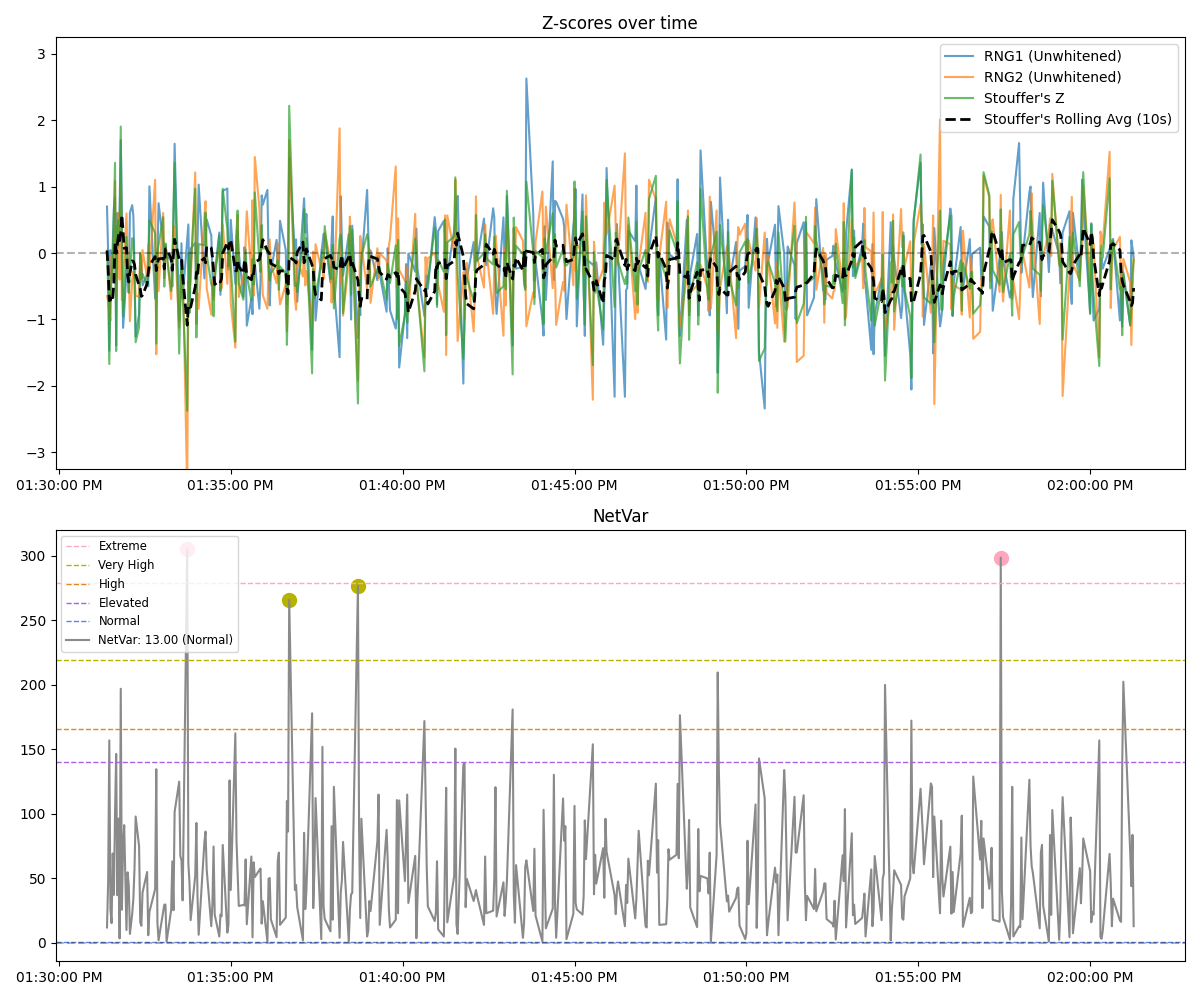 Z-scores over time
3
2
1
0
−1
−2
−3
RNG1 (Unwhitened)
RNG2 (Unwhitened)
Stouffer's Z
Stouffer's Rolling Avg (10s)
01:30:00 PM 01:35:00 PM 01:40:00 PM 01:45:00 PM 01:50:00 PM 01:55:00 PM 02:00:00 PM
NetVar
300
250
200
150
100
50
0
Extreme
Very High
High
Elevated
Normal
NetVar: 13.00 (Normal)
01:30:00 PM 01:35:00 PM 01:40:00 PM 01:45:00 PM 01:50:00 PM 01:55:00 PM 02:00:00 PM